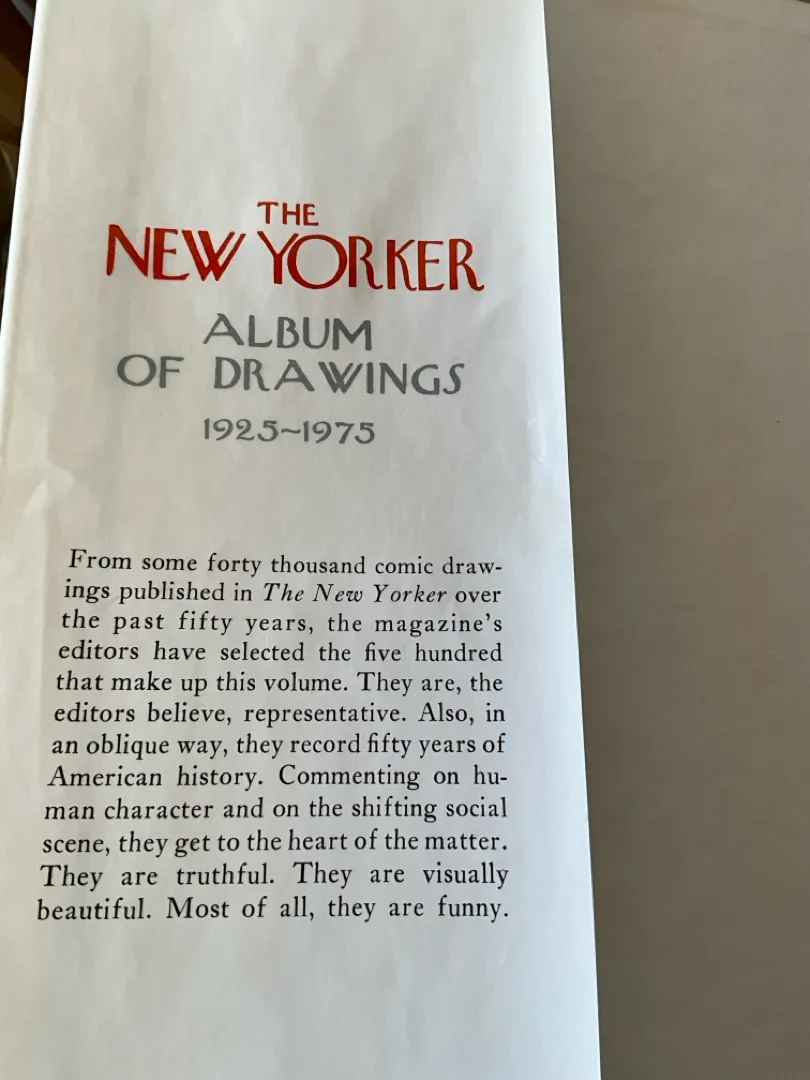 THE
NEW YORKER
ALBUM
OF DRAWINGS
1925~1975
From some forty thousand comic draw-
ings published in The New Yorker over
the past fifty years, the magazine's
editors have selected the five hundred
that make up this volume. They are, the
editors believe, representative. Also, in
an oblique way, they record fifty years of
American history. Commenting on hu-
man character and on the shifting social
scene, they get to the heart of the matter.
They are truthful. They are visually
beautiful. Most of all, they are funny.